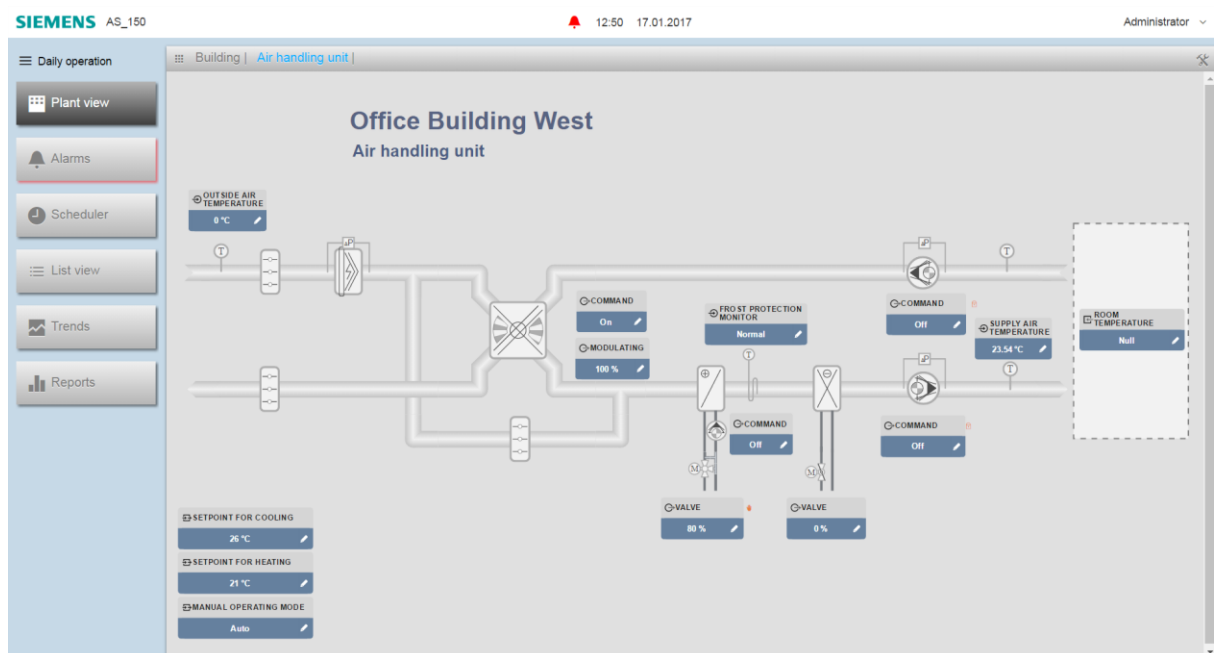 SIEMENS AS_150
12:50 17.01.2017
Administrator
Daily operation
Building | Air handling unit |
Plant view
Alarms
Scheduler
List view
Trends
Reports
Office Building West
Air handling unit
OUTSIDE AIR
TEMPERATURE
0 °C
T
ΔP
ΔP
T
COMMAND
On
MODULATING
100 %
FROST PROTECTION
MONITOR
Normal
T
COMMAND
Off
SUPPLY AIR
TEMPERATURE
23.54 °C
ROOM
TEMPERATURE
Null
ΔP
T
COMMAND
Off
COMMAND
Off
M
M
VALVE
80 %
VALVE
0 %
SETPOINT FOR COOLING
26 °C
SETPOINT FOR HEATING
21 °C
MANUAL OPERATING MODE
Auto